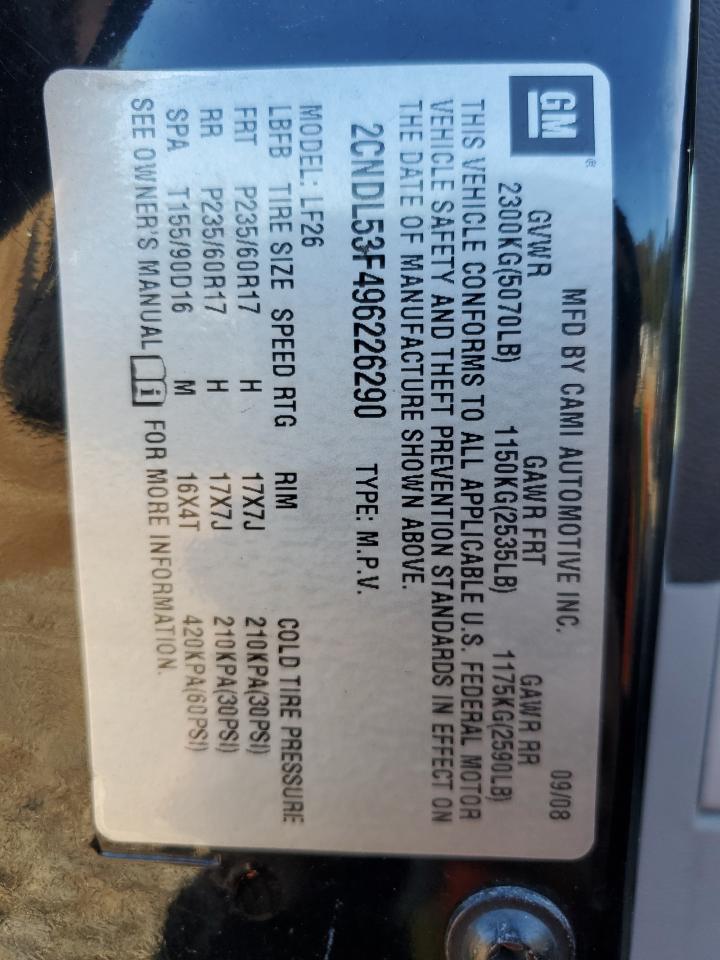 GM®
MFD BY CAMI AUTOMOTIVE INC. 09/08
GVWR GAWR FRT GAWR RR
2300KG(5070LB) 1150KG(2535LB) 1175KG(2590LB)
THIS VEHICLE CONFORMS TO ALL APPLICABLE U.S. FEDERAL MOTOR
VEHICLE SAFETY AND THEFT PREVENTION STANDARDS IN EFFECT ON
THE DATE OF MANUFACTURE SHOWN ABOVE.
2CNDL53F496226290 TYPE: M.P.V.
MODEL: LF26
LBFB TIRE SIZE SPEED RTG RIM COLD TIRE PRESSURE
FRT P235/60R17 H 17X7J 210KPA(30PSI)
RR P235/60R17 H 17X7J 210KPA(30PSI)
SPA T155/90D16 M 16X4T 420KPA(60PSI)
SEE OWNER'S MANUAL i FOR MORE INFORMATION.